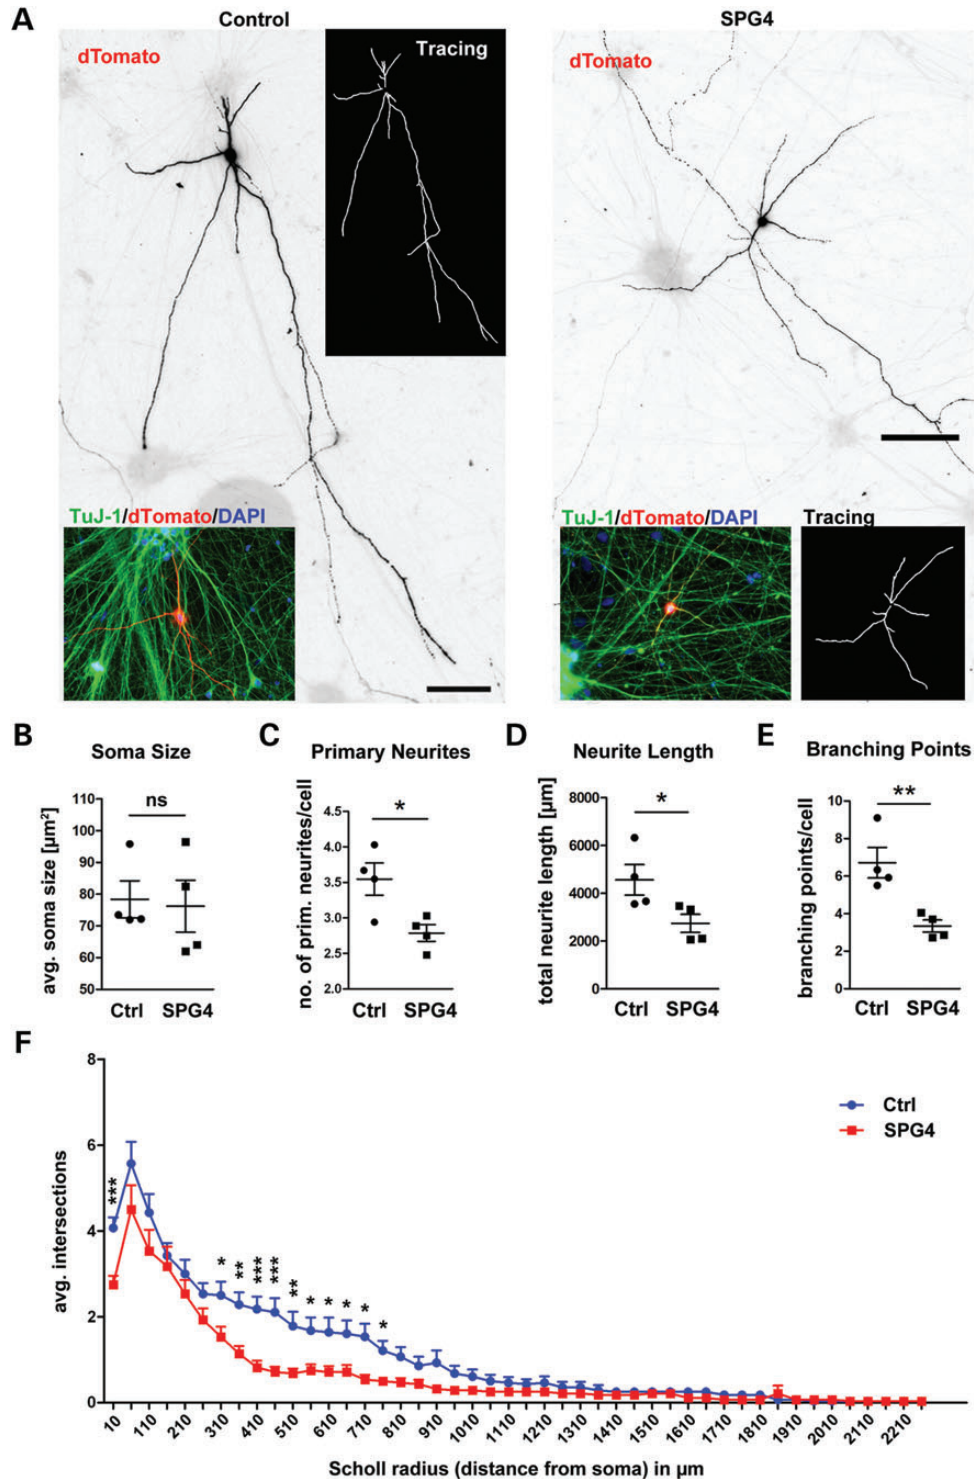 A
Control
SPG4
dTomato
Tracing
dTomato
TuJ-1/dTomato/DAPI
TuJ-1/dTomato/DAPI
Tracing
B
Soma Size
avg. soma size [µm²]
110
100
90
80
70
60
50
ns
Ctrl SPG4
C
Primary Neurites
no. of prim. neurites/cell
4.5
4.0
3.5
3.0
2.5
2.0
*
Ctrl SPG4
D
Neurite Length
total neurite length [µm]
8000
6000
4000
2000
0
*
Ctrl SPG4
E
Branching Points
branching points/cell
10
8
6
4
2
0
**
Ctrl SPG4
F
avg. intersections
8
6
4
2
0
Ctrl
SPG4
*** * ** *** *** ** * * * * *
10 110 210 310 410 510 610 710 810 910 1010 1110 1210 1310 1410 1510 1610 1710 1810 1910 2010 2110 2210
Scholl radius (distance from soma) in µm